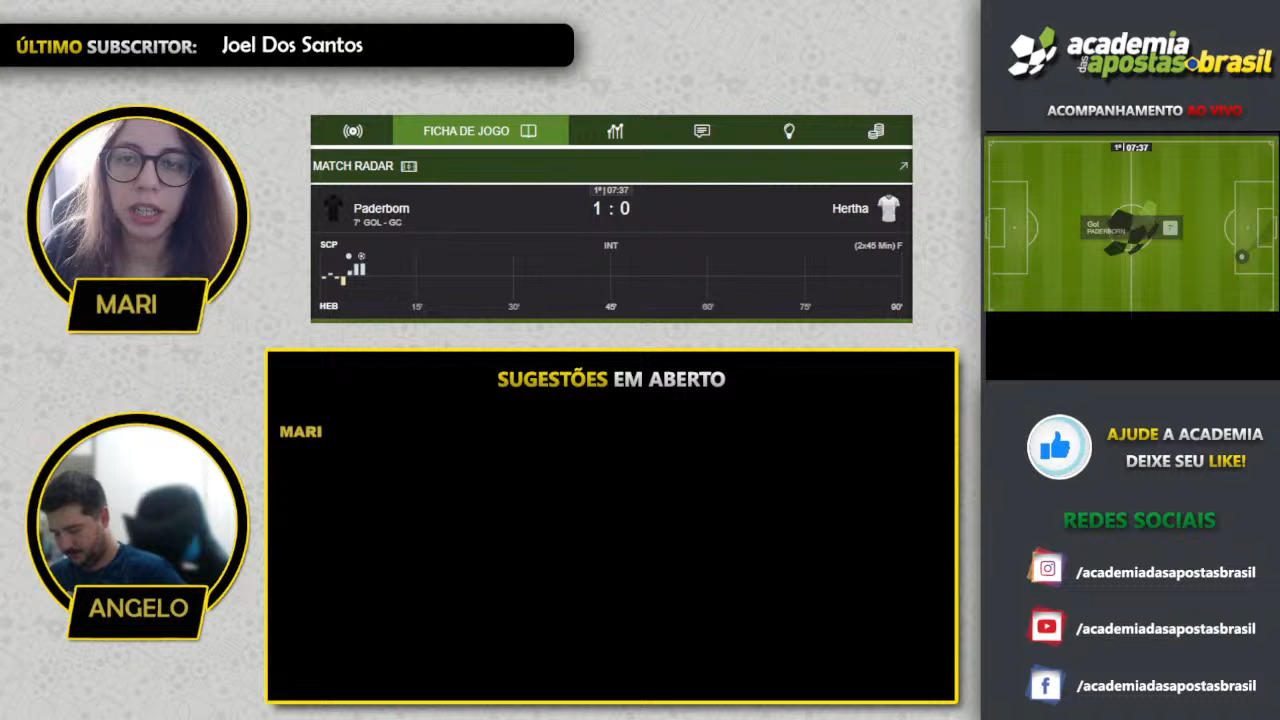 ÚLTIMO SUBSCRITOR: Joel Dos Santos
MARI
ANGELO
FICHA DE JOGO
MATCH RADAR
1º | 07:37
Paderborn 1 : 0 Hertha
7' GOL - GC
SCP INT (2x45 Min) F
HEB 15' 30' 45' 60' 75' 90'
SUGESTÕES EM ABERTO
MARI
academia
das apostas brasil
ACOMPANHAMENTO AO VIVO
1º | 07:37
Gol
PADERBORN
7'
AJUDE A ACADEMIA
DEIXE SEU LIKE!
REDES SOCIAIS
/academiadasapostasbrasil
/academiadasapostasbrasil
/academiadasapostasbrasil